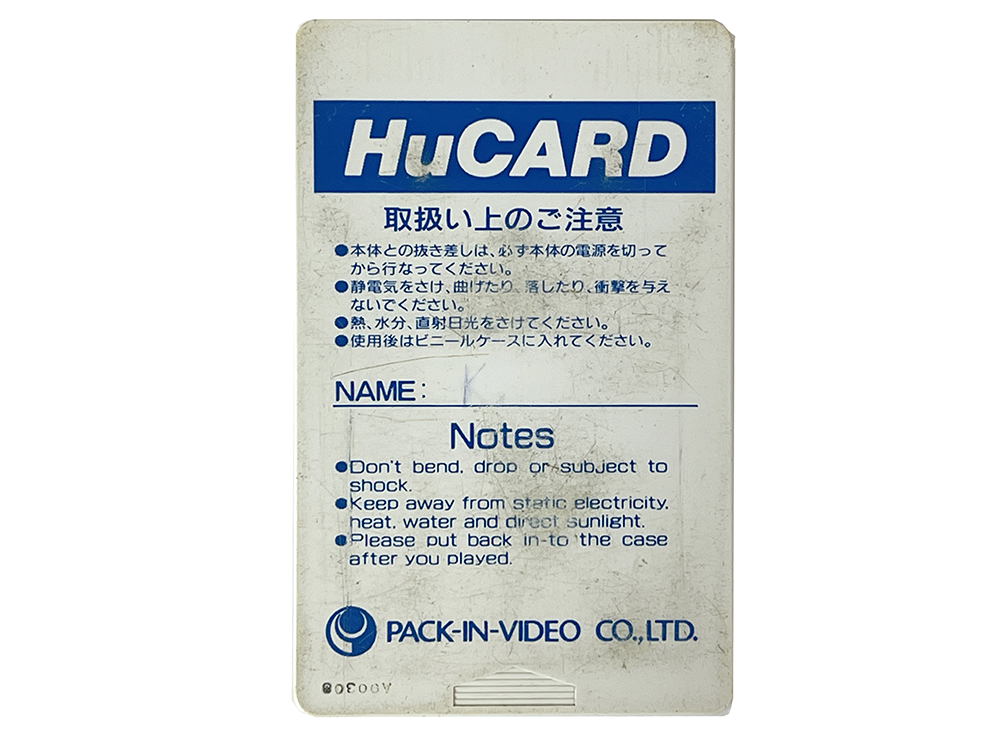 HuCARD
取扱い上のご注意
●本体との抜き差しは、必ず本体の電源を切って
から行なってください。
●静電気をさけ、曲げたり、落したり、衝撃を与え
ないでください。
●熱、水分、直射日光をさけてください。
●使用後はビニールケースに入れてください。
NAME: K
Notes
●Don't bend, drop or subject to
shock.
●Keep away from static electricity,
heat, water and direct sunlight.
●Please put back in-to the case
after you played.
PACK-IN-VIDEO CO.,LTD.